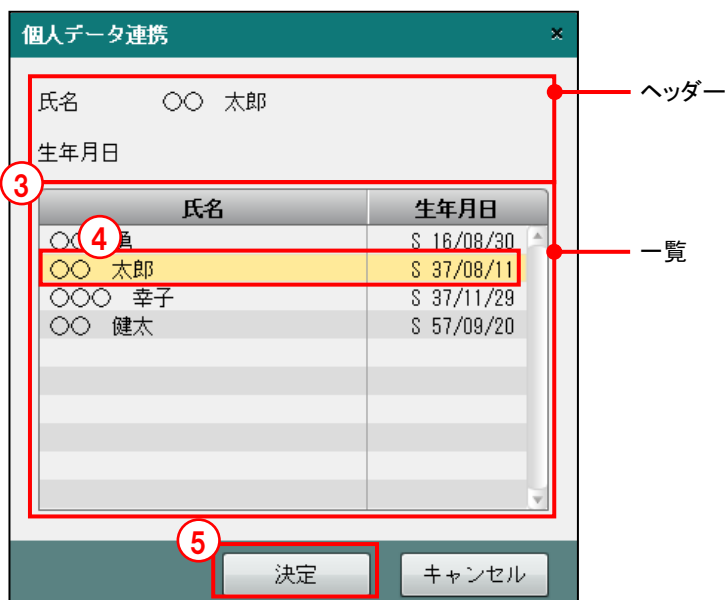 個人データ連携 ×
氏名 〇〇 太郎
ヘッダー
生年月日
③
氏名 生年月日
〇〇 ④ S 16/08/30
一覧
〇〇 太郎 S 37/08/11
〇〇〇 幸子 S 37/11/29
〇〇 健太 S 57/09/20
⑤
決定 キャンセル